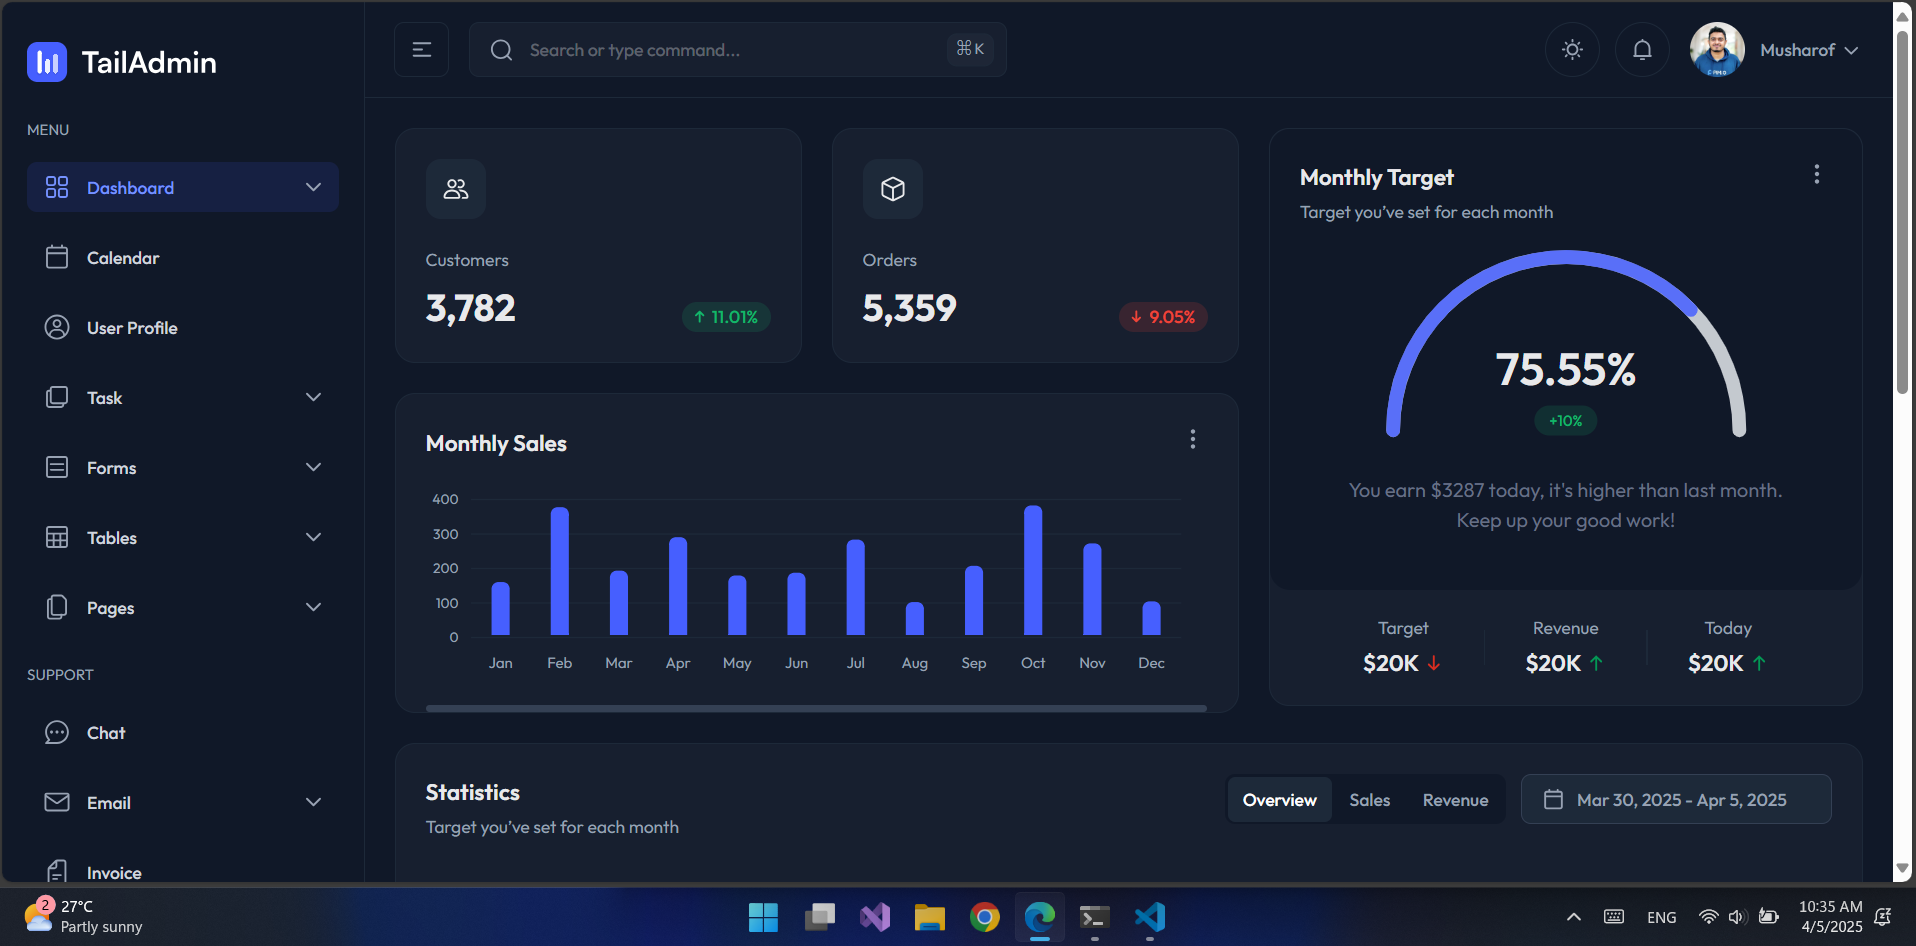 TailAdmin
Search or type command...
⌘K
Musharof
MENU
Dashboard
Calendar
User Profile
Task
Forms
Tables
Pages
SUPPORT
Chat
Email
Invoice
Customers
3,782
↑ 11.01%
Orders
5,359
↓ 9.05%
Monthly Sales
400
300
200
100
0
Jan Feb Mar Apr May Jun Jul Aug Sep Oct Nov Dec
Monthly Target
Target you’ve set for each month
75.55%
+10%
You earn $3287 today, it's higher than last month.
Keep up your good work!
Target Revenue Today
$20K ↓ $20K ↑ $20K ↑
Statistics
Target you’ve set for each month
Overview Sales Revenue
Mar 30, 2025 - Apr 5, 2025
2
27°C
Partly sunny
ENG
10:35 AM
4/5/2025